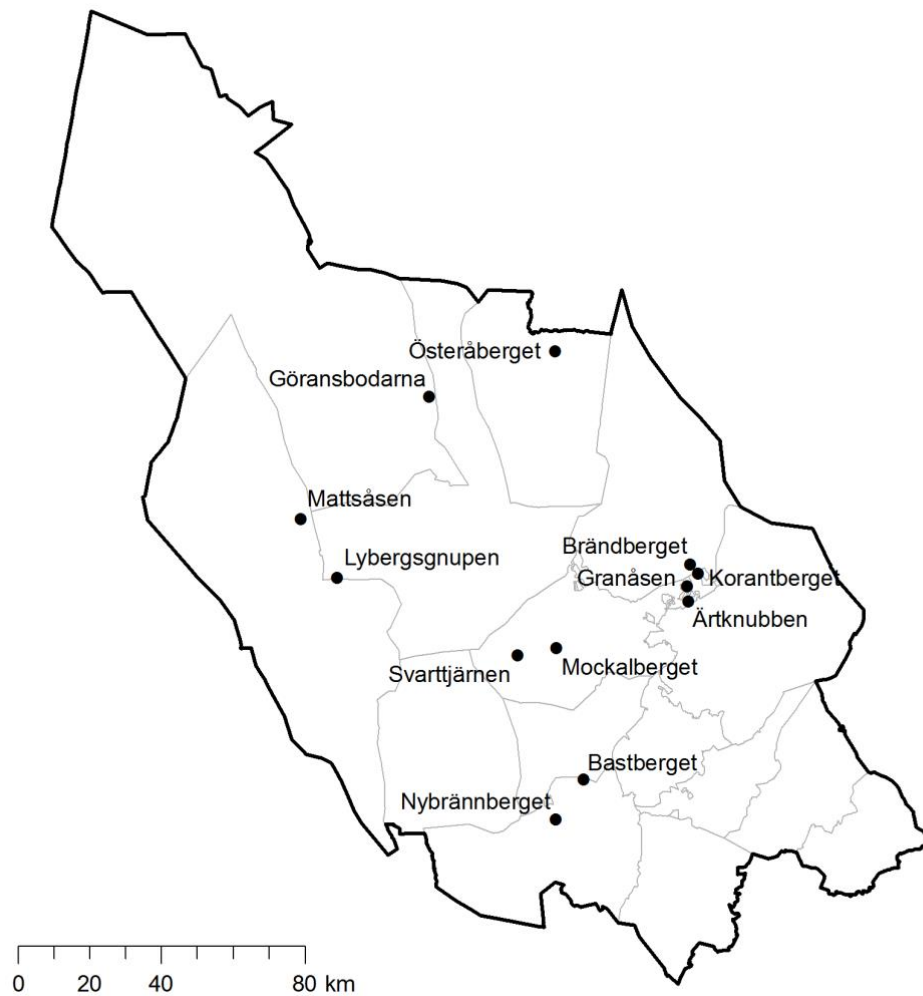 Österåberget
Göransbodarna
Mattsåsen
Lybergsgnupen
Brändberget
Granåsen
Korantberget
Ärtknubben
Svarttjärnen
Mockalberget
Bastberget
Nybrännberget
0 20 40 80 km